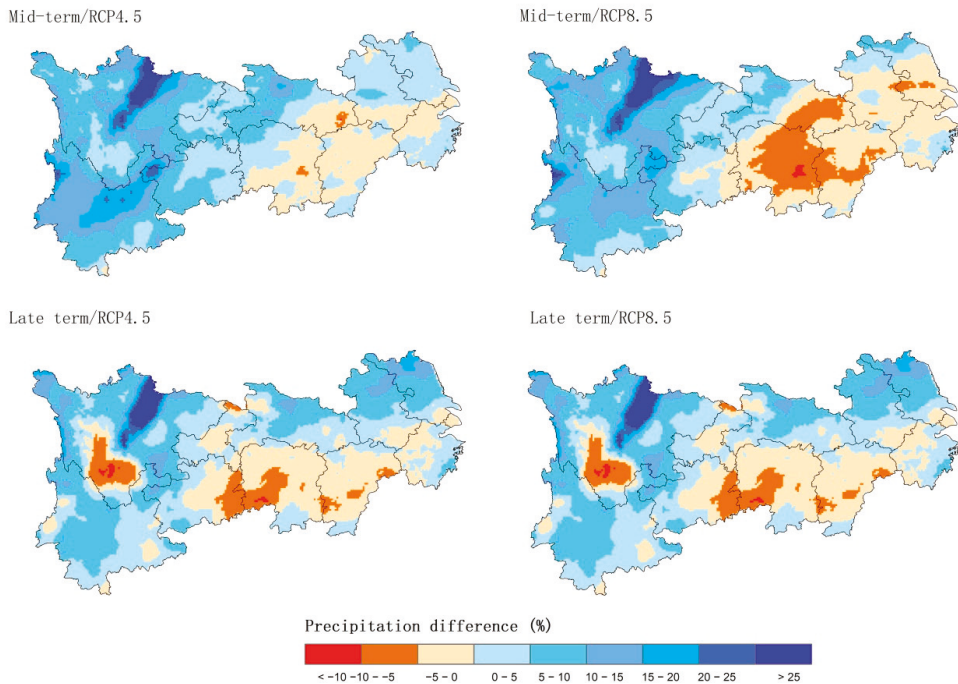 Mid-term/RCP4.5
Mid-term/RCP8.5
Late term/RCP4.5
Late term/RCP8.5
Precipitation difference (%)
< −10 −10 − −5 −5 − 0 0 − 5 5 − 10 10 − 15 15 − 20 20 − 25 > 25